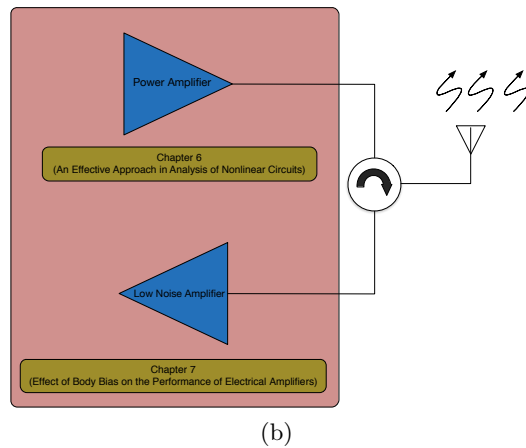 Power Amplifier
Chapter 6
(An Effective Approach in Analysis of Nonlinear Circuits)
Low Noise Amplifier
Chapter 7
(Effect of Body Bias on the Performance of Electrical Amplifiers)
(b)